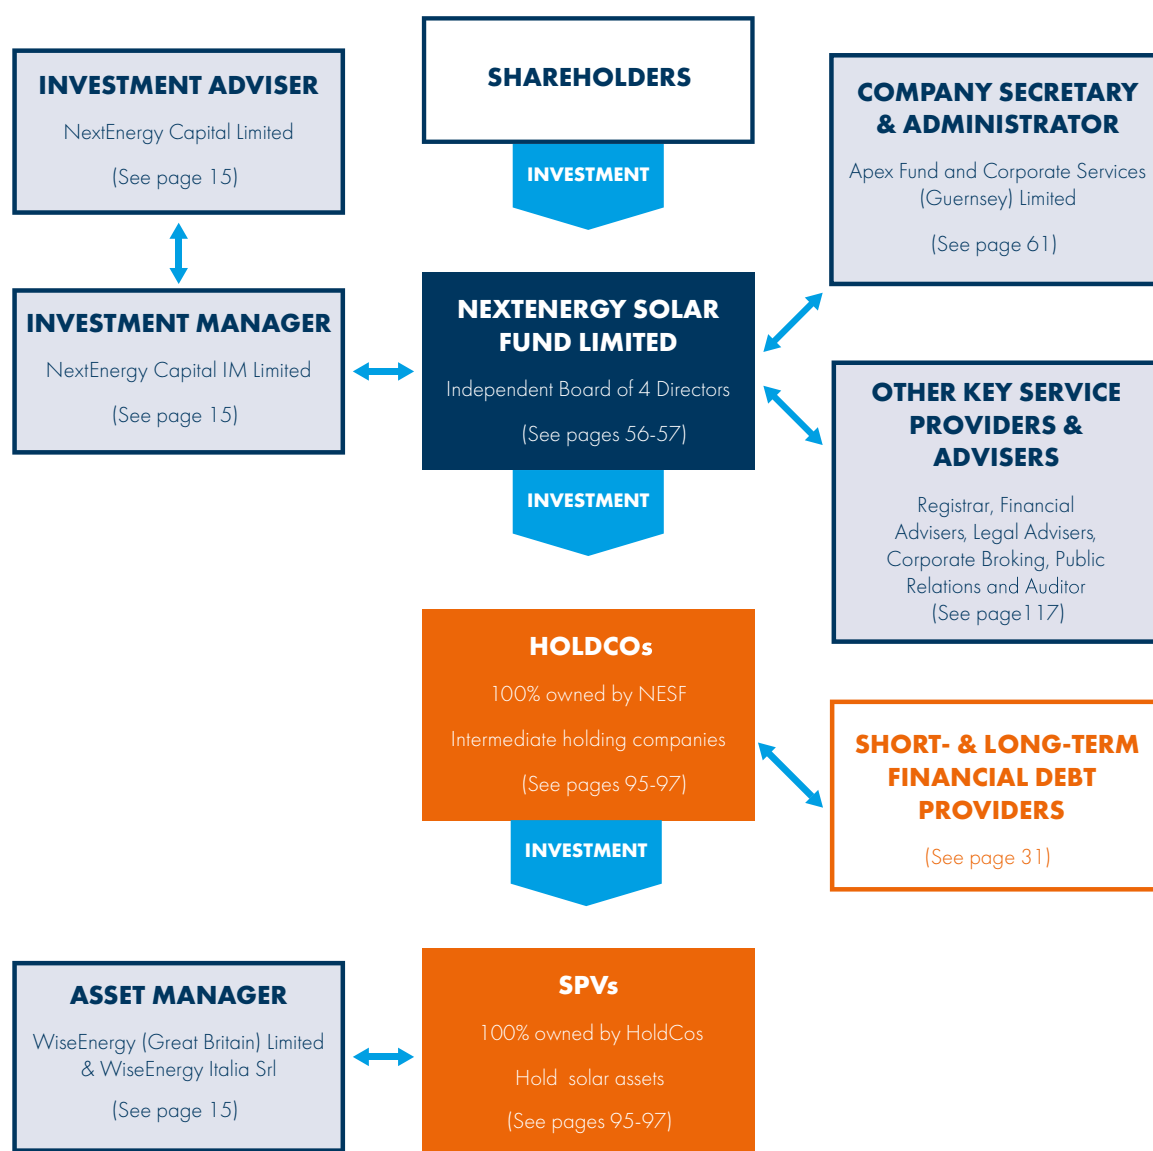 SHAREHOLDERS
INVESTMENT
INVESTMENT ADVISER
NextEnergy Capital Limited
(See page 15)
COMPANY SECRETARY
& ADMINISTRATOR
Apex Fund and Corporate Services
(Guernsey) Limited
(See page 61)
INVESTMENT MANAGER
NextEnergy Capital IM Limited
(See page 15)
NEXTENERGY SOLAR
FUND LIMITED
Independent Board of 4 Directors
(See pages 56-57)
INVESTMENT
OTHER KEY SERVICE
PROVIDERS &
ADVISERS
Registrar, Financial
Advisers, Legal Advisers,
Corporate Broking, Public
Relations and Auditor
(See page117)
HOLDCOs
100% owned by NESF
Intermediate holding companies
(See pages 95-97)
INVESTMENT
SHORT- & LONG-TERM
FINANCIAL DEBT
PROVIDERS
(See page 31)
ASSET MANAGER
WiseEnergy (Great Britain) Limited
& WiseEnergy Italia Srl
(See page 15)
SPVs
100% owned by HoldCos
Hold solar assets
(See pages 95-97)